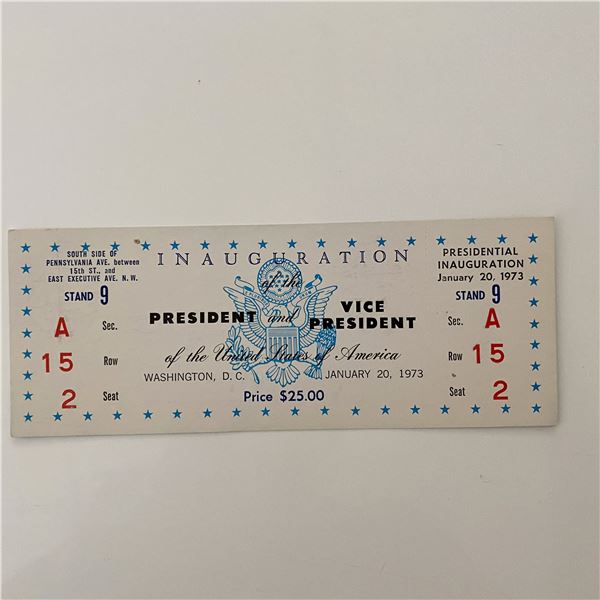 SOUTH SIDE OF
PENNSYLVANIA AVE. between
15th ST., and
EAST EXECUTIVE AVE. N.W.
STAND 9
A Sec.
15 Row
2 Seat
INAUGURATION
of the
PRESIDENT and VICE PRESIDENT
of the United States of America
WASHINGTON, D. C. JANUARY 20, 1973
Price $25.00
PRESIDENTIAL
INAUGURATION
January 20, 1973
STAND 9
Sec. A
Row 15
Seat 2